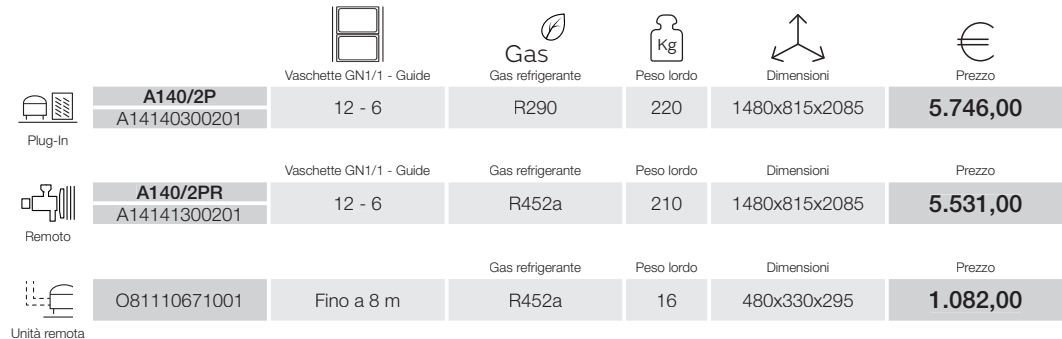 Gas
Kg
Vaschette GN1/1 - Guide Gas refrigerante Peso lordo Dimensioni Prezzo
A140/2P
A14140300201
12 - 6 R290 220 1480x815x2085 5.746,00
Plug-In
Vaschette GN1/1 - Guide Gas refrigerante Peso lordo Dimensioni Prezzo
A140/2PR
A14141300201
12 - 6 R452a 210 1480x815x2085 5.531,00
Remoto
Gas refrigerante Peso lordo Dimensioni Prezzo
O81110671001 Fino a 8 m R452a 16 480x330x295 1.082,00
Unità remota